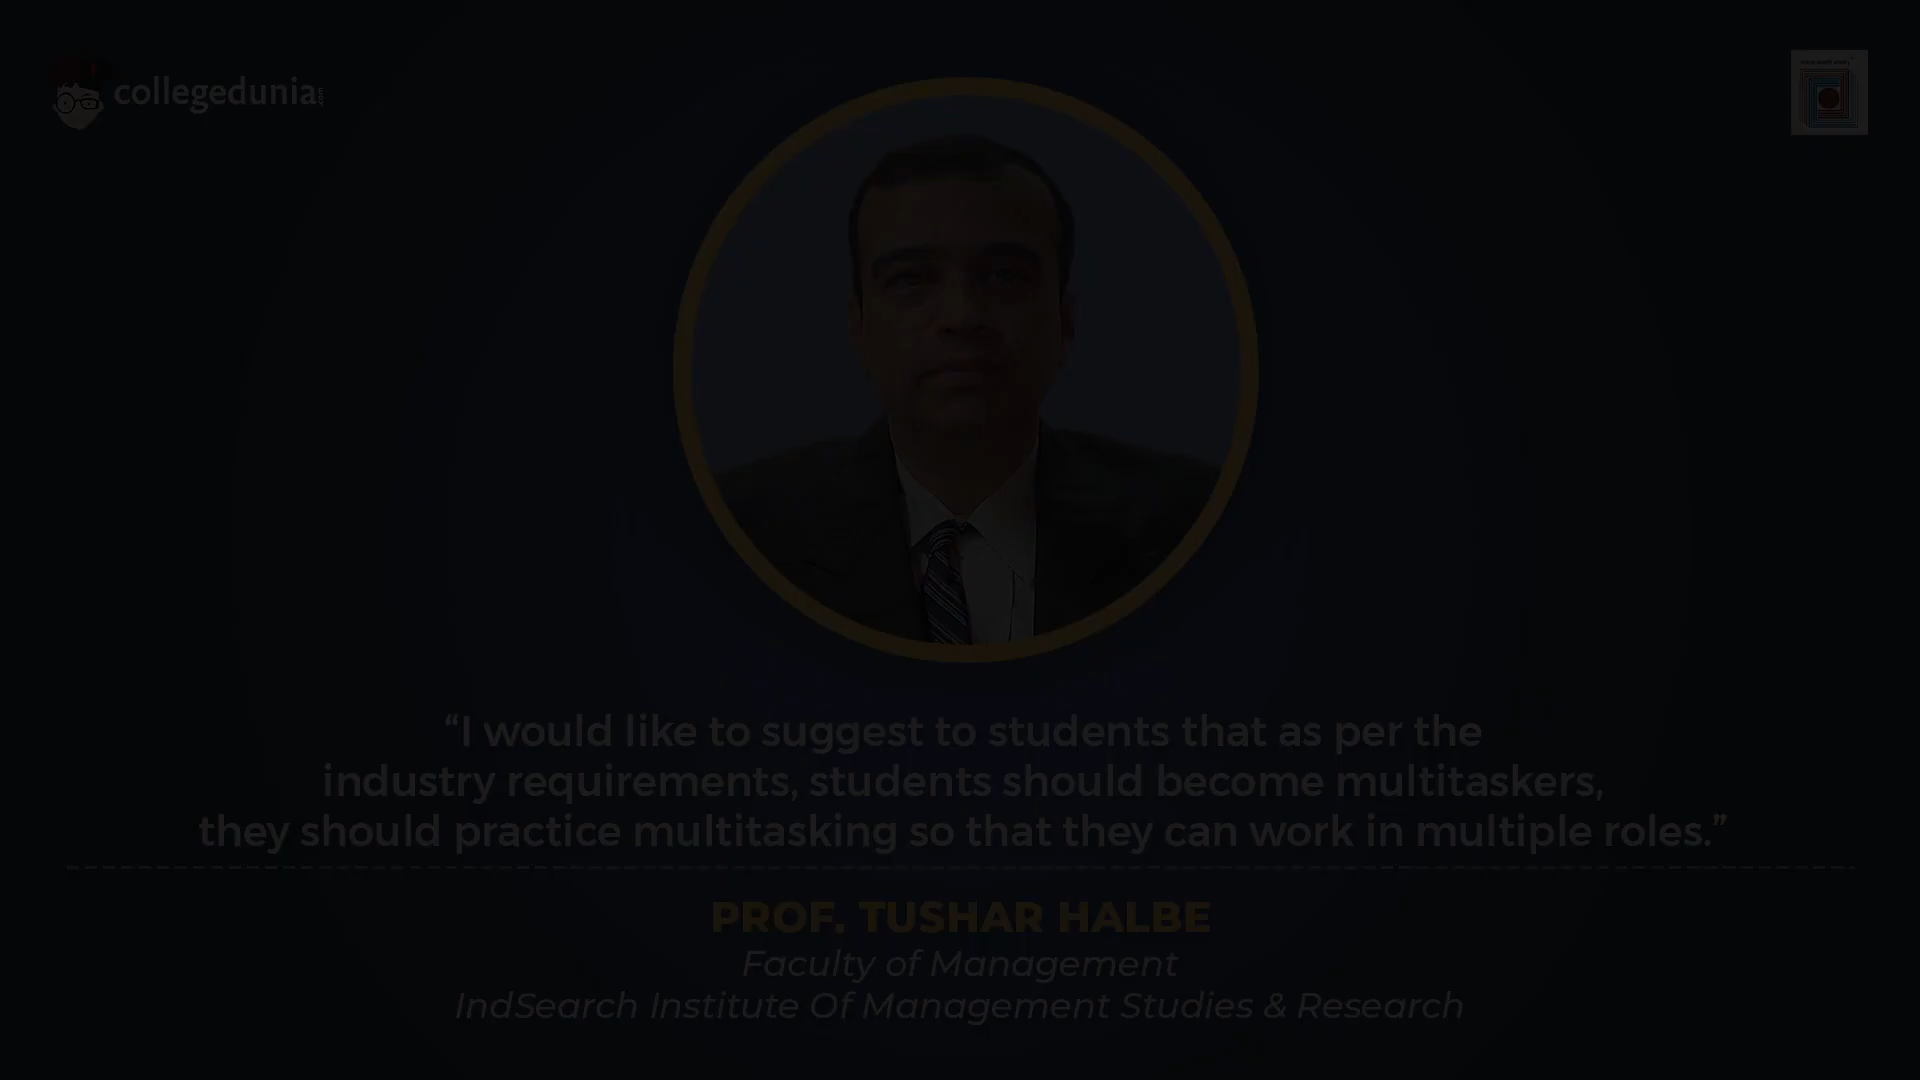 collegedunia
.com
“I would like to suggest to students that as per the
industry requirements, students should become multitaskers,
they should practice multitasking so that they can work in multiple roles.”
PROF. TUSHAR HALBE
Faculty of Management
IndSearch Institute Of Management Studies & Research